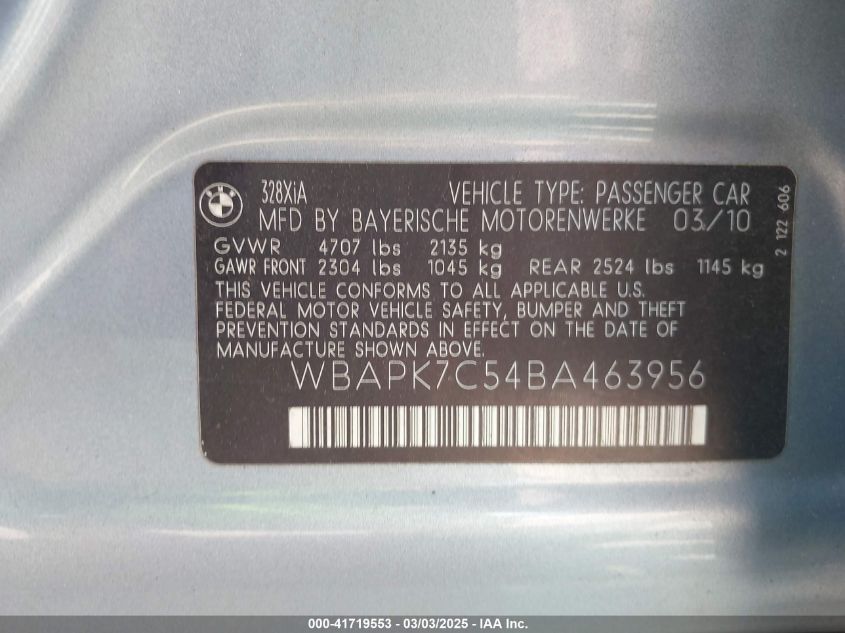 BMW
328XiA VEHICLE TYPE: PASSENGER CAR
MFD BY BAYERISCHE MOTORENWERKE 03/10
GVWR 4707 lbs 2135 kg
GAWR FRONT 2304 lbs 1045 kg REAR 2524 lbs 1145 kg
THIS VEHICLE CONFORMS TO ALL APPLICABLE U.S.
FEDERAL MOTOR VEHICLE SAFETY, BUMPER AND THEFT
PREVENTION STANDARDS IN EFFECT ON THE DATE OF
MANUFACTURE SHOWN ABOVE.
WBAPK7C54BA463956
2 122 606
000-41719553 - 03/03/2025 - IAA Inc.